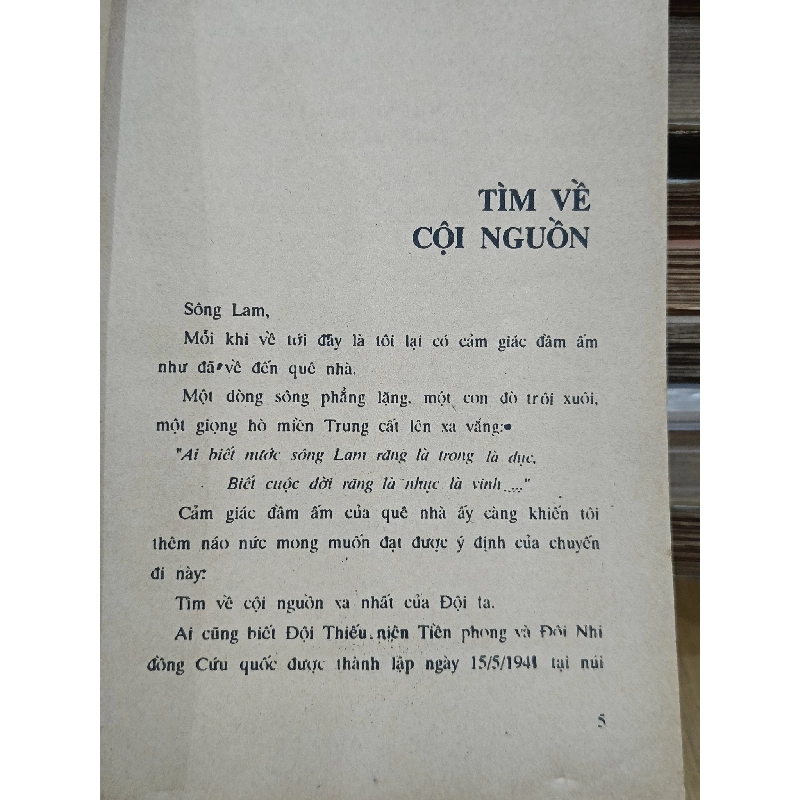 TÌM VỀ
CỘI NGUỒN
Sông Lam,
Mỗi khi về tới đây là tôi lại có cảm giác đầm ấm
như đã về đến quê nhà.
Một dòng sông phẳng lặng, một con đò trôi xuôi,
một giọng hò miền Trung cất lên xa vắng:
"Ai biết nước sông Lam răng là trong là đục,
Biết cuộc đời răng là nhục là vinh ...."
Cảm giác đầm ấm của quê nhà ấy càng khiến tôi
thêm náo nức mong muốn đạt được ý định của chuyến
đi này:
Tìm về cội nguồn xa nhất của Đội ta.
Ai cũng biết Đội Thiếu niên Tiền phong và Đội Nhi
đồng Cứu quốc được thành lập ngày 15/5/1941 tại núi
5